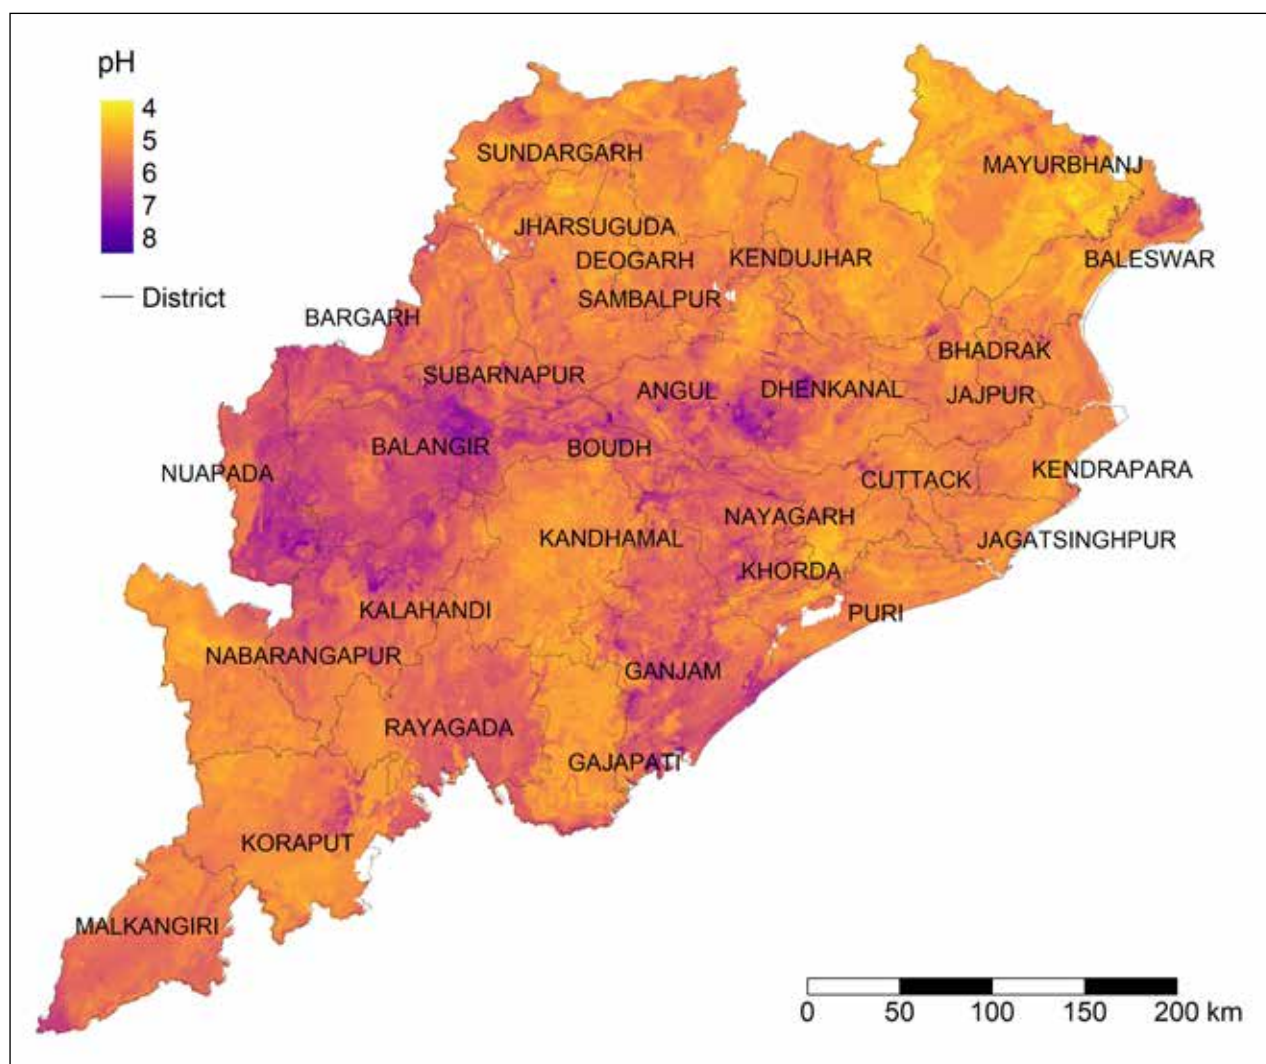 pH
4
5
6
7
8
District
SUNDARGARH
MAYURBHANJ
JHARSUGUDA
DEOGARH
KENDUJHAR
BALESWAR
SAMBALPUR
BARGARH
BHADRAK
SUBARNAPUR
ANGUL
DHENKANAL
JAJPUR
BALANGIR
BOUDH
NUAPADA
CUTTACK
KENDRAPARA
NAYAGARH
KANDHAMAL
JAGATSINGHPUR
KHORDA
KALAHANDI
PURI
NABARANGAPUR
GANJAM
RAYAGADA
GAJAPATI
KORAPUT
MALKANGIRI
0 50 100 150 200 km